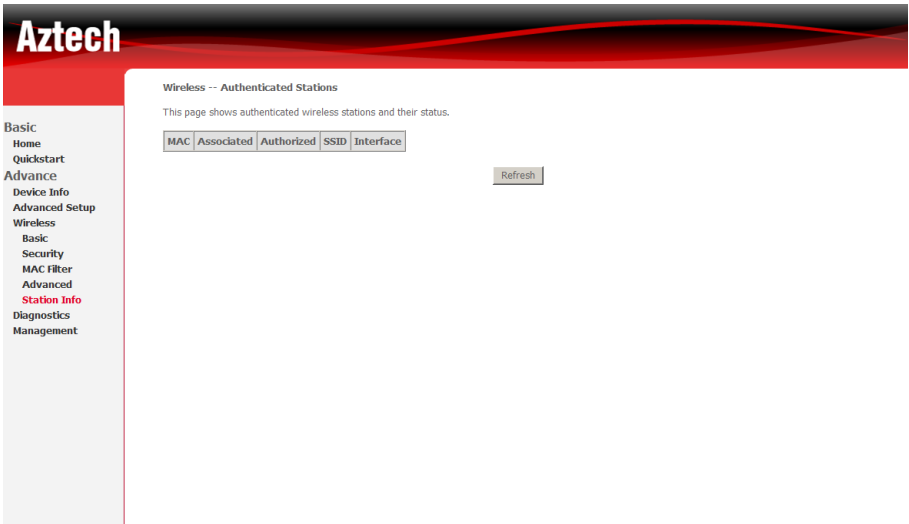 Aztech
Wireless -- Authenticated Stations
This page shows authenticated wireless stations and their status.
MAC Associated Authorized SSID Interface
Refresh
Basic
Home
Quickstart
Advance
Device Info
Advanced Setup
Wireless
Basic
Security
MAC Filter
Advanced
Station Info
Diagnostics
Management